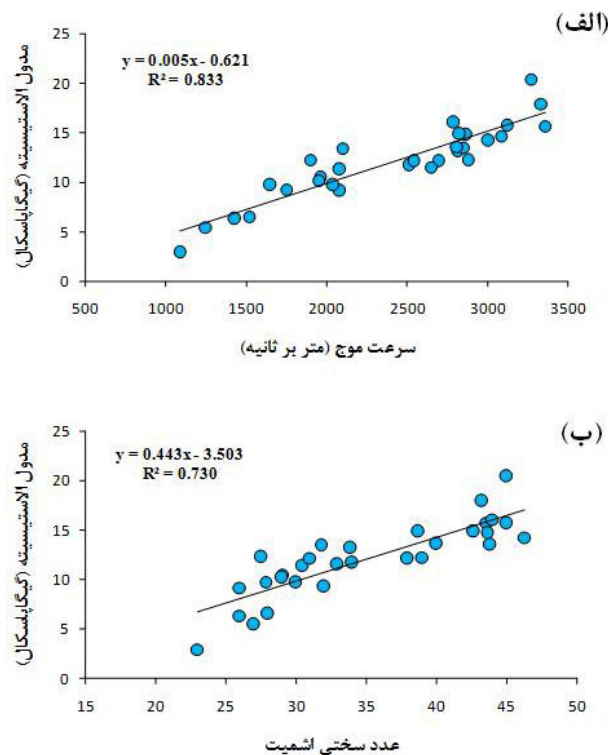 (الف)
y = 0.005x - 0.621
R² = 0.833
مدول الاستیسیته (گیگاپاسکال)
25
20
15
10
5
0
500 1000 1500 2000 2500 3000 3500
سرعت موج (متر بر ثانیه)
(ب)
y = 0.443x - 3.503
R² = 0.730
مدول الاستیسیته (گیگاپاسکال)
25
20
15
10
5
0
15 20 25 30 35 40 45 50
عدد سختی اشمیت